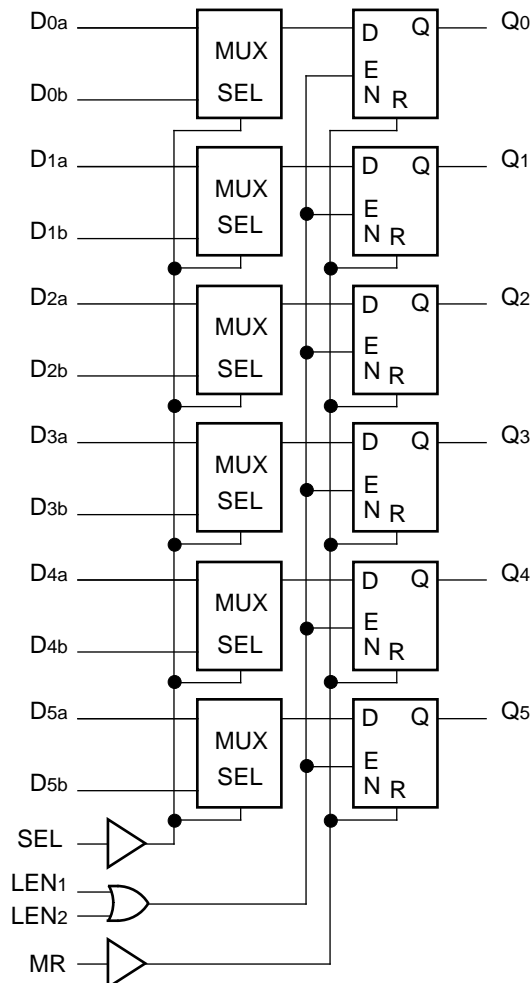 D0a MUX D Q Q0
E
D0b SEL N R
D1a MUX D Q Q1
E
D1b SEL N R
D2a MUX D Q Q2
E
D2b SEL N R
D3a MUX D Q Q3
E
D3b SEL N R
D4a MUX D Q Q4
E
D4b SEL N R
D5a MUX D Q Q5
E
D5b SEL N R
SEL
LEN1
LEN2
MR